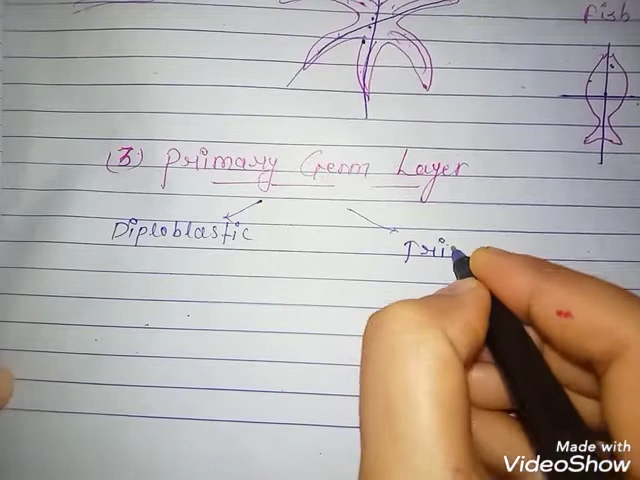 Fish
(3) Primary Germ Layer
Diploblastic
Tri
Made with
VideoShow